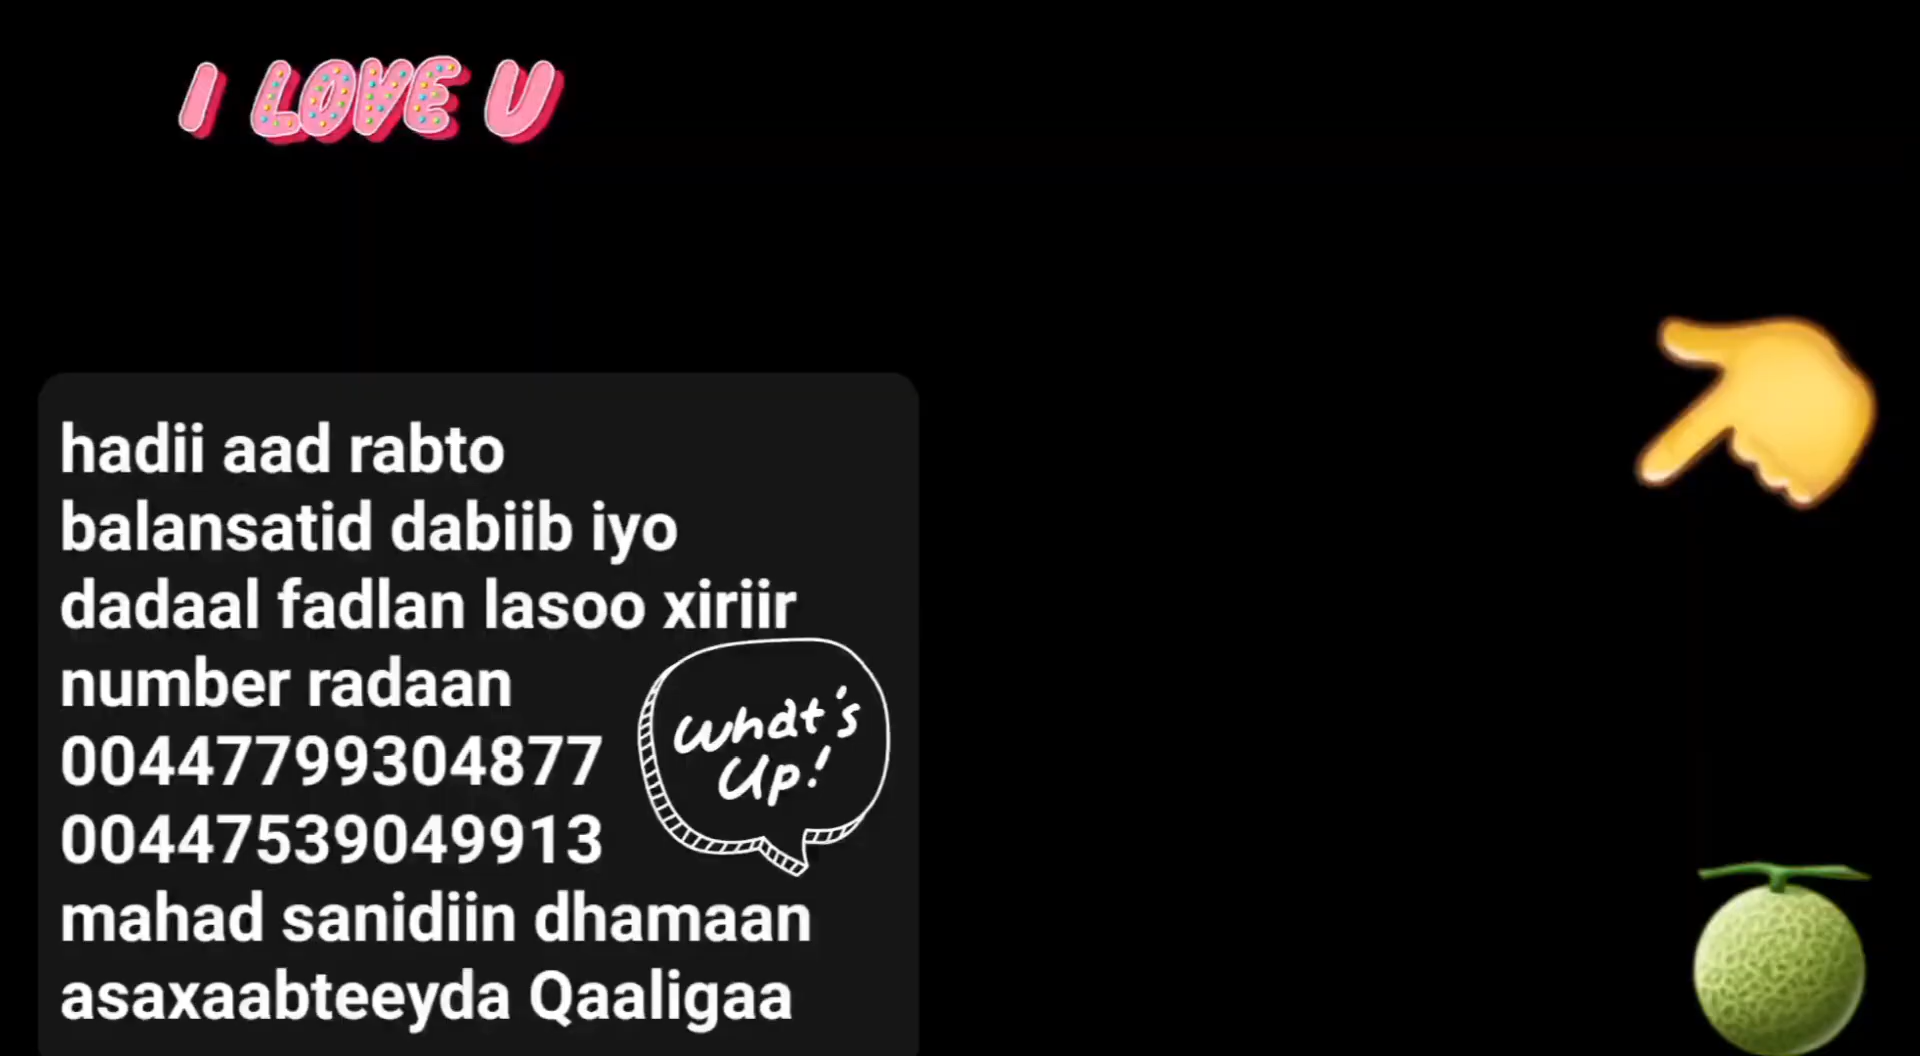 I LOVE U
hadii aad rabto
balansatid dabiib iyo
dadaal fadlan lasoo xiriir
number radaan
00447799304877
00447539049913
What's
Up!
mahad sanidiin dhamaan
asaxaabteeyda Qaaligaa